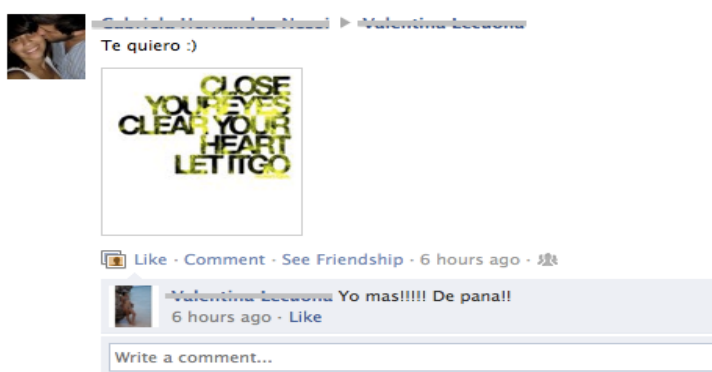 Te quiero :)
CLOSE
YOUR EYES
CLEAR YOUR
HEART
LET IT GO
Like · Comment · See Friendship · 6 hours ago ·
Yo mas!!!!! De pana!!
6 hours ago · Like
Write a comment...